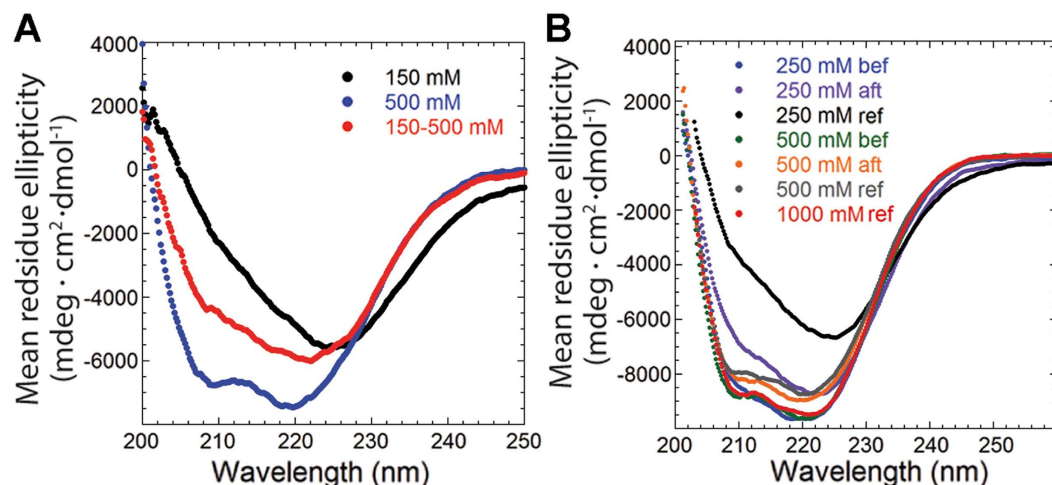 A
Mean redsidue ellipticity
(mdeg · cm²·dmol⁻¹)
4000
2000
0
-2000
-4000
-6000
150 mM
500 mM
150-500 mM
200 210 220 230 240 250
Wavelength (nm)
B
Mean redsidue ellipticity
(mdeg · cm²·dmol⁻¹)
4000
2000
0
-2000
-4000
-6000
-8000
250 mM bef
250 mM aft
250 mM ref
500 mM bef
500 mM aft
500 mM ref
1000 mM ref
200 210 220 230 240 250
Wavelength (nm)